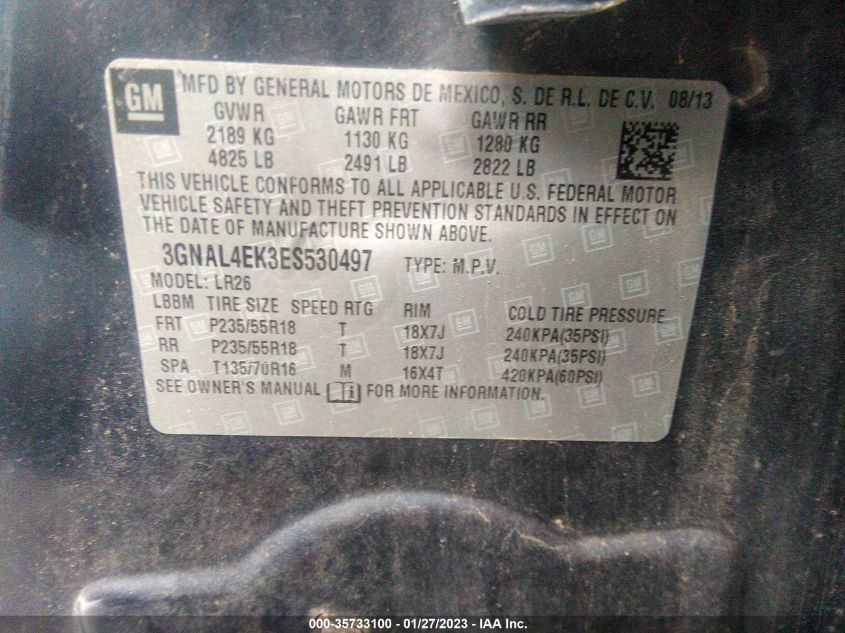 GM MFD BY GENERAL MOTORS DE MEXICO, S. DE R.L. DE C.V. 08/13
GVWR GAWR FRT GAWR RR
2189 KG 1130 KG 1280 KG
4825 LB 2491 LB 2822 LB
THIS VEHICLE CONFORMS TO ALL APPLICABLE U.S. FEDERAL MOTOR
VEHICLE SAFETY AND THEFT PREVENTION STANDARDS IN EFFECT ON
THE DATE OF MANUFACTURE SHOWN ABOVE.
3GNAL4EK3ES530497 TYPE: M.P.V.
MODEL: LR26
LBBM TIRE SIZE SPEED RTG RIM COLD TIRE PRESSURE
FRT P235/55R18 T 18X7J 240KPA(35PSI)
RR P235/55R18 T 18X7J 240KPA(35PSI)
SPA T135/70R16 M 16X4T 420KPA(60PSI)
SEE OWNER'S MANUAL FOR MORE INFORMATION.
000-35733100 / 01/27/2023 - IAA Inc.